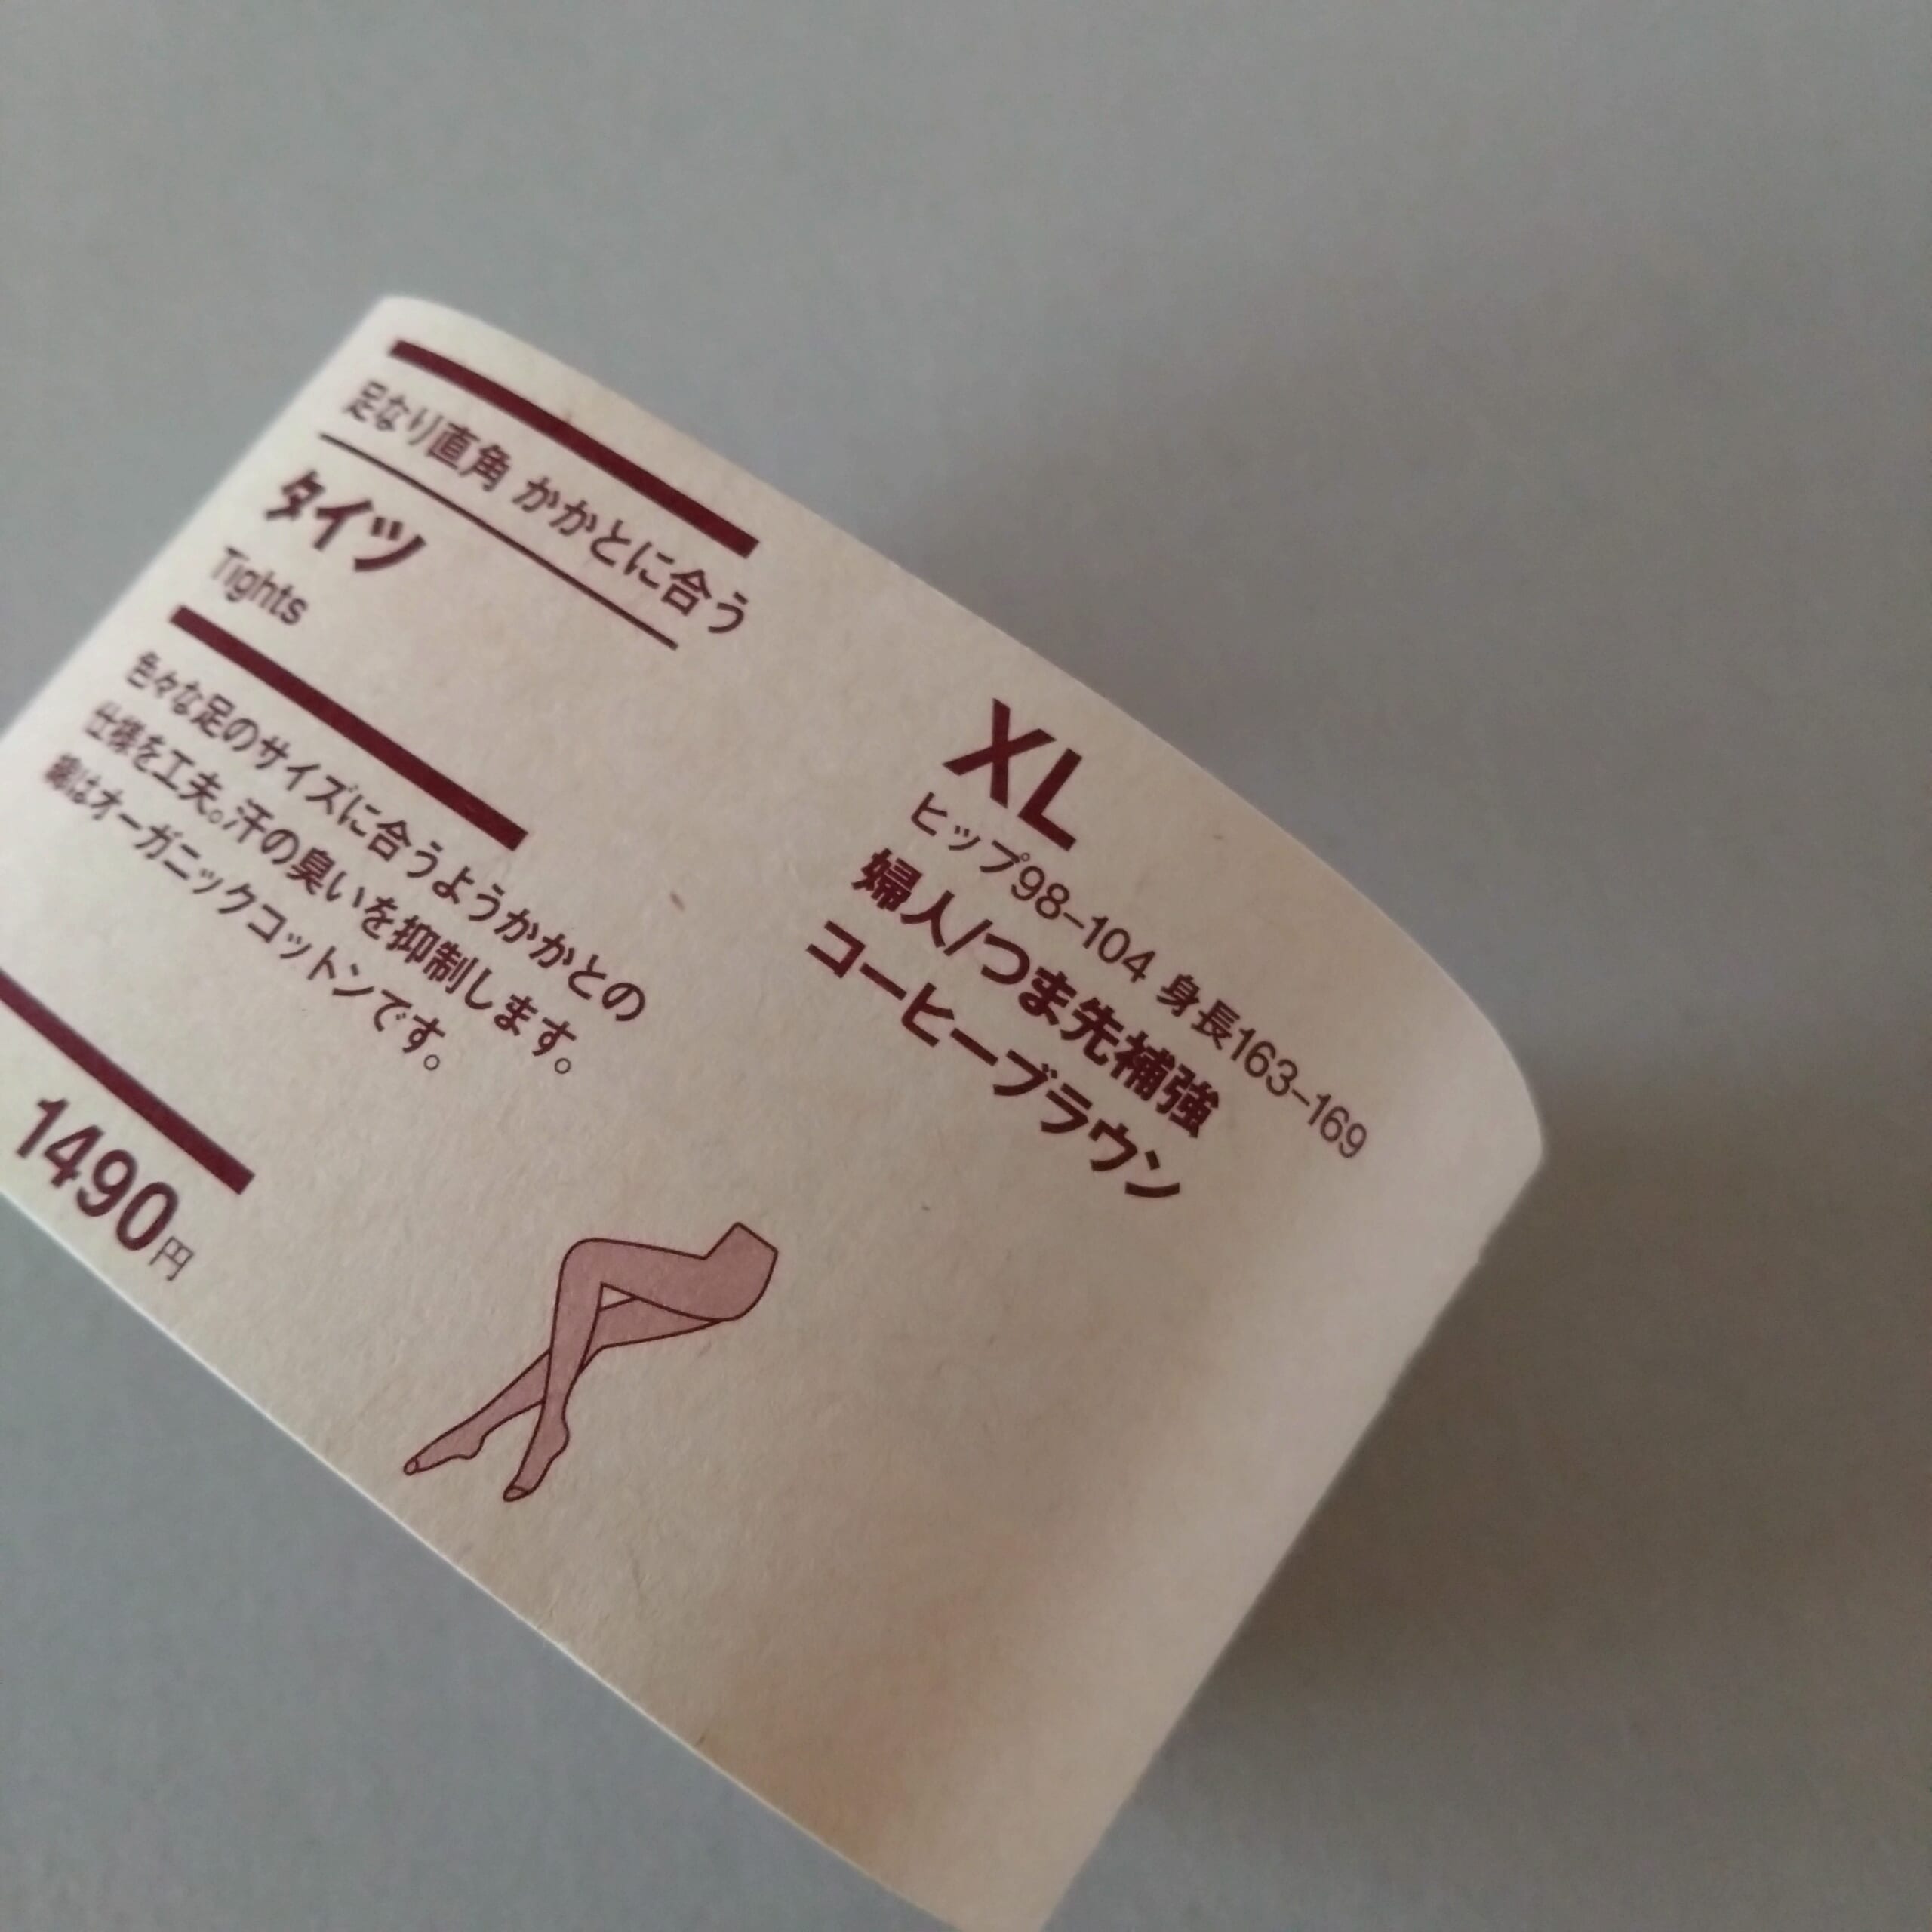 足なり直角 かかとに合う
タイツ
Tights
色々な足のサイズに合うようかかとの
仕様を工夫。汗の臭いを抑制します。
綿はオーガニックコットンです。
1490円
XL
ヒップ98-104 身長163-169
婦人/つま先補強
コーヒーブラウン